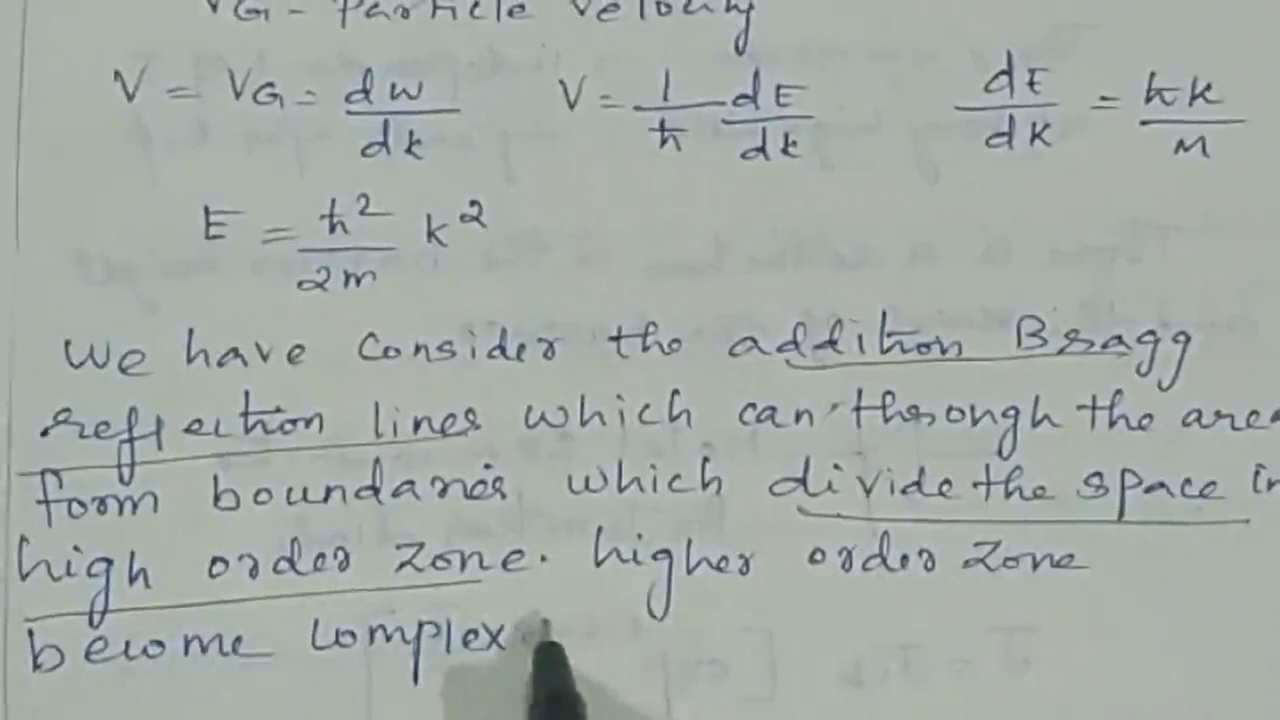 VG - Particle Velocity
V = VG = dw/dk V = 1/ħ dE/dk dE/dK = ħk/m
E = ħ²/2m k²
We have consider the addition Bragg
reflection lines which can through the area
form boundaries which divide the space in
high order zone. higher order zone
become complex